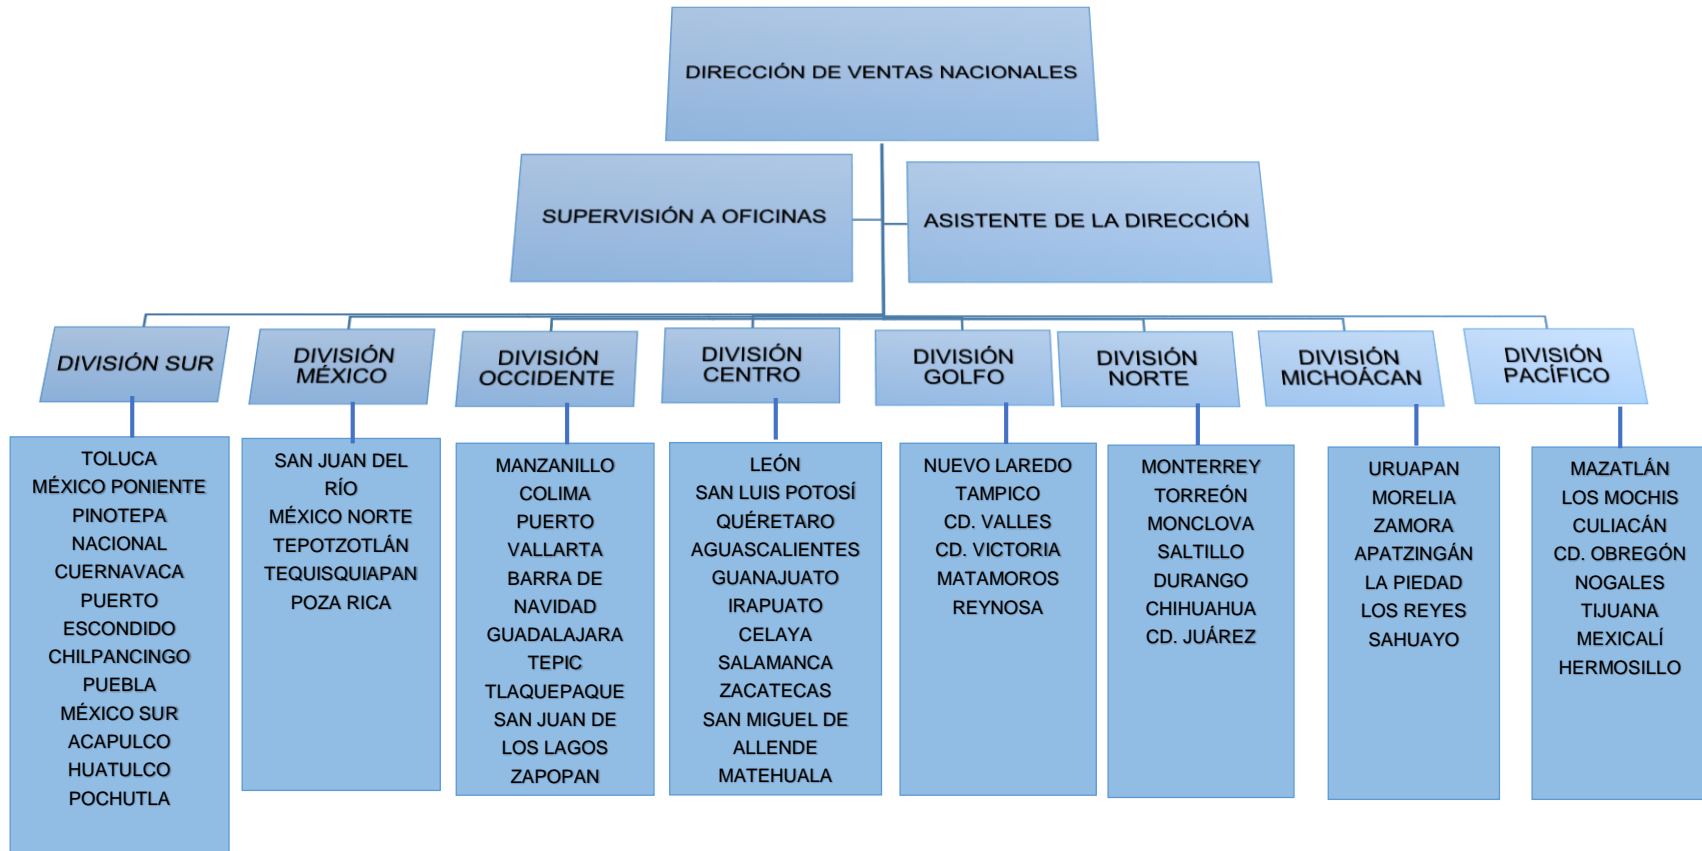 DIRECCIÓN DE VENTAS NACIONALES
SUPERVISIÓN A OFICINAS
ASISTENTE DE LA DIRECCIÓN
DIVISIÓN SUR
DIVISIÓN
MÉXICO
DIVISIÓN
OCCIDENTE
DIVISIÓN
CENTRO
DIVISIÓN
GOLFO
DIVISIÓN
NORTE
DIVISIÓN
MICHOÁCAN
DIVISIÓN
PACÍFICO
TOLUCA
MÉXICO PONIENTE
PINOTEPA
NACIONAL
CUERNAVACA
PUERTO
ESCONDIDO
CHILPANCINGO
PUEBLA
MÉXICO SUR
ACAPULCO
HUATULCO
POCHUTLA
SAN JUAN DEL
RÍO
MÉXICO NORTE
TEPOTZOTLÁN
TEQUISQUIAPAN
POZA RICA
MANZANILLO
COLIMA
PUERTO
VALLARTA
BARRA DE
NAVIDAD
GUADALAJARA
TEPIC
TLAQUEPAQUE
SAN JUAN DE
LOS LAGOS
ZAPOPAN
LEÓN
SAN LUIS POTOSÍ
QUÉRETARO
AGUASCALIENTES
GUANAJUATO
IRAPUATO
CELAYA
SALAMANCA
ZACATECAS
SAN MIGUEL DE
ALLENDE
MATEHUALA
NUEVO LAREDO
TAMPICO
CD. VALLES
CD. VICTORIA
MATAMOROS
REYNOSA
MONTERREY
TORREÓN
MONCLOVA
SALTILLO
DURANGO
CHIHUAHUA
CD. JUÁREZ
URUAPAN
MORELIA
ZAMORA
APATZINGÁN
LA PIEDAD
LOS REYES
SAHUAYO
MAZATLÁN
LOS MOCHIS
CULIACÁN
CD. OBREGÓN
NOGALES
TIJUANA
MEXICALÍ
HERMOSILLO